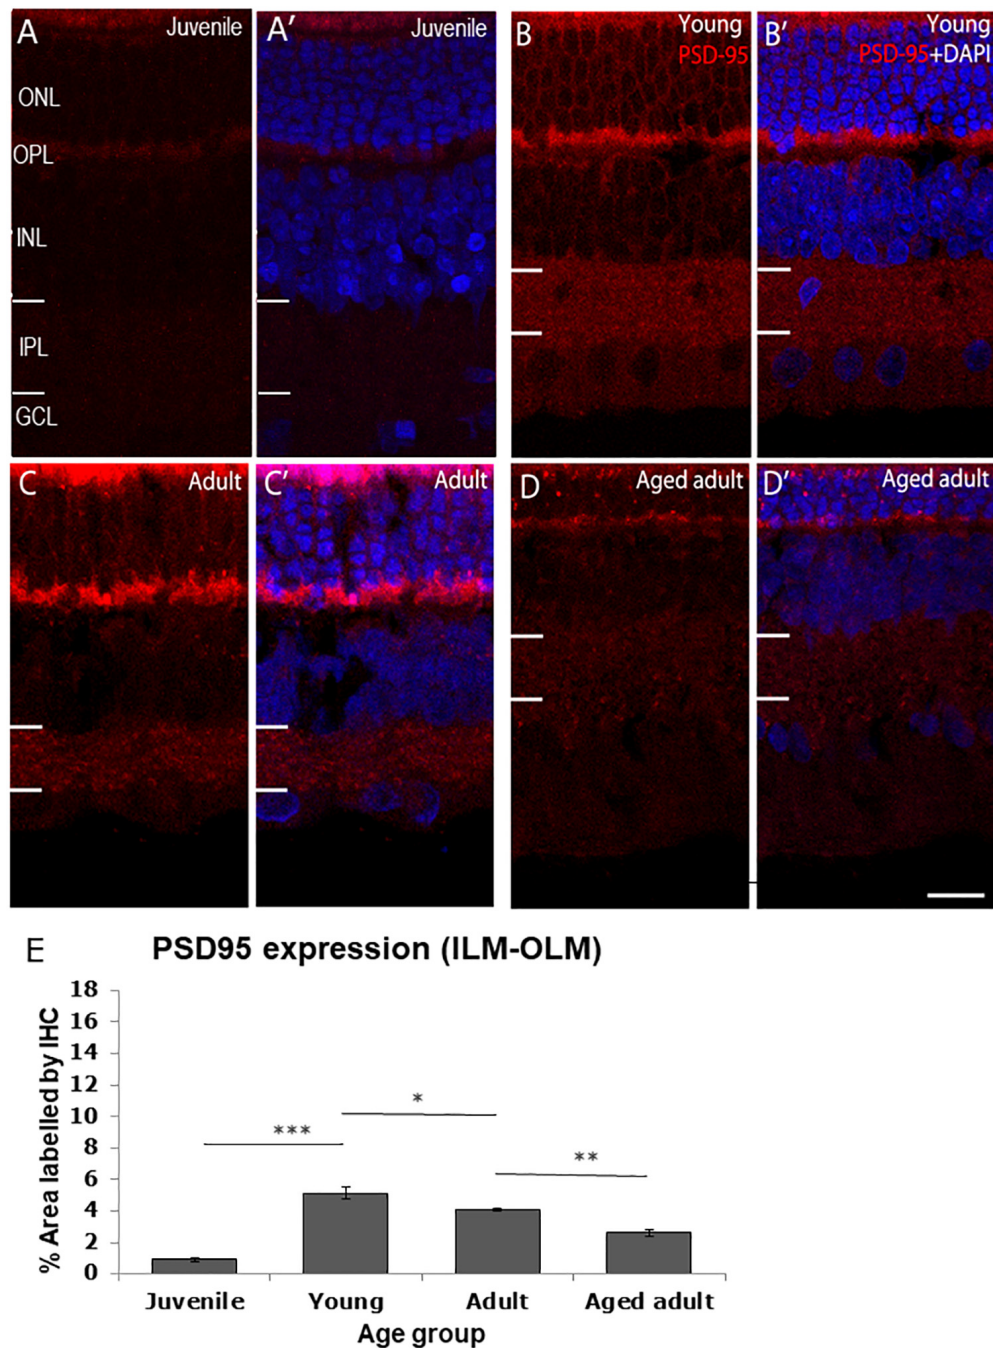 A Juvenile
A' Juvenile
ONL
OPL
INL
IPL
GCL
B Young
PSD-95
B' Young
PSD-95+DAPI
C Adult
C' Adult
D Aged adult
D' Aged adult
E PSD95 expression (ILM-OLM)
% Area labelled by IHC
18
16
14
12
10
8
6
4
2
0
***
*
**
Juvenile Young Adult Aged adult
Age group